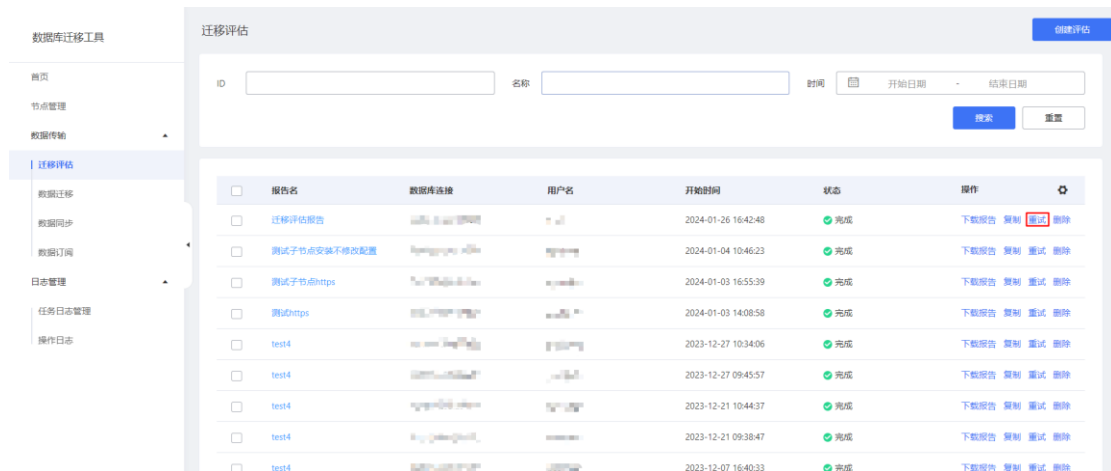 数据库迁移工具
首页
节点管理
数据传输
迁移评估
数据迁移
数据同步
数据订阅
日志管理
任务日志管理
操作日志
迁移评估
创建评估
ID 名称 时间 开始日期 - 结束日期
搜索 重置
报告名 数据库连接 用户名 开始时间 状态 操作
迁移评估报告 2024-01-26 16:42:48 完成 下载报告 复制 重试 删除
测试子节点安装不修改配置 2024-01-04 10:46:23 完成 下载报告 复制 重试 删除
测试子节点https 2024-01-03 16:55:39 完成 下载报告 复制 重试 删除
测试https 2024-01-03 14:08:58 完成 下载报告 复制 重试 删除
test4 2023-12-27 10:34:06 完成 下载报告 复制 重试 删除
test4 2023-12-27 09:45:57 完成 下载报告 复制 重试 删除
test4 2023-12-21 10:44:37 完成 下载报告 复制 重试 删除
test4 2023-12-21 09:38:47 完成 下载报告 复制 重试 删除
test4 2023-12-07 16:40:33 完成 下载报告 复制 重试 删除